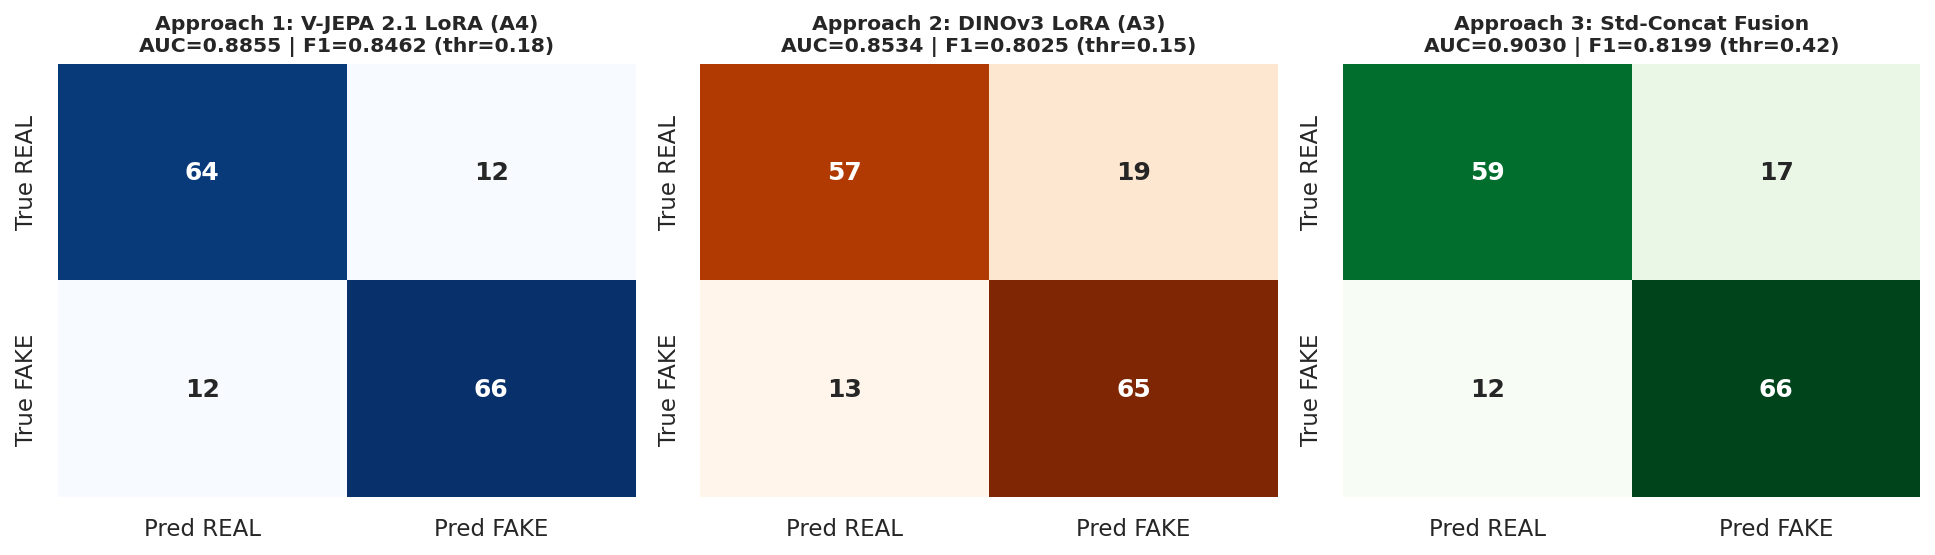 Approach 1: V-JEPA 2.1 LoRA (A4)
AUC=0.8855 | F1=0.8462 (thr=0.18)
True REAL
64
12
True FAKE
12
66
Pred REAL
Pred FAKE
Approach 2: DINOv3 LoRA (A3)
AUC=0.8534 | F1=0.8025 (thr=0.15)
True REAL
57
19
True FAKE
13
65
Pred REAL
Pred FAKE
Approach 3: Std-Concat Fusion
AUC=0.9030 | F1=0.8199 (thr=0.42)
True REAL
59
17
True FAKE
12
66
Pred REAL
Pred FAKE